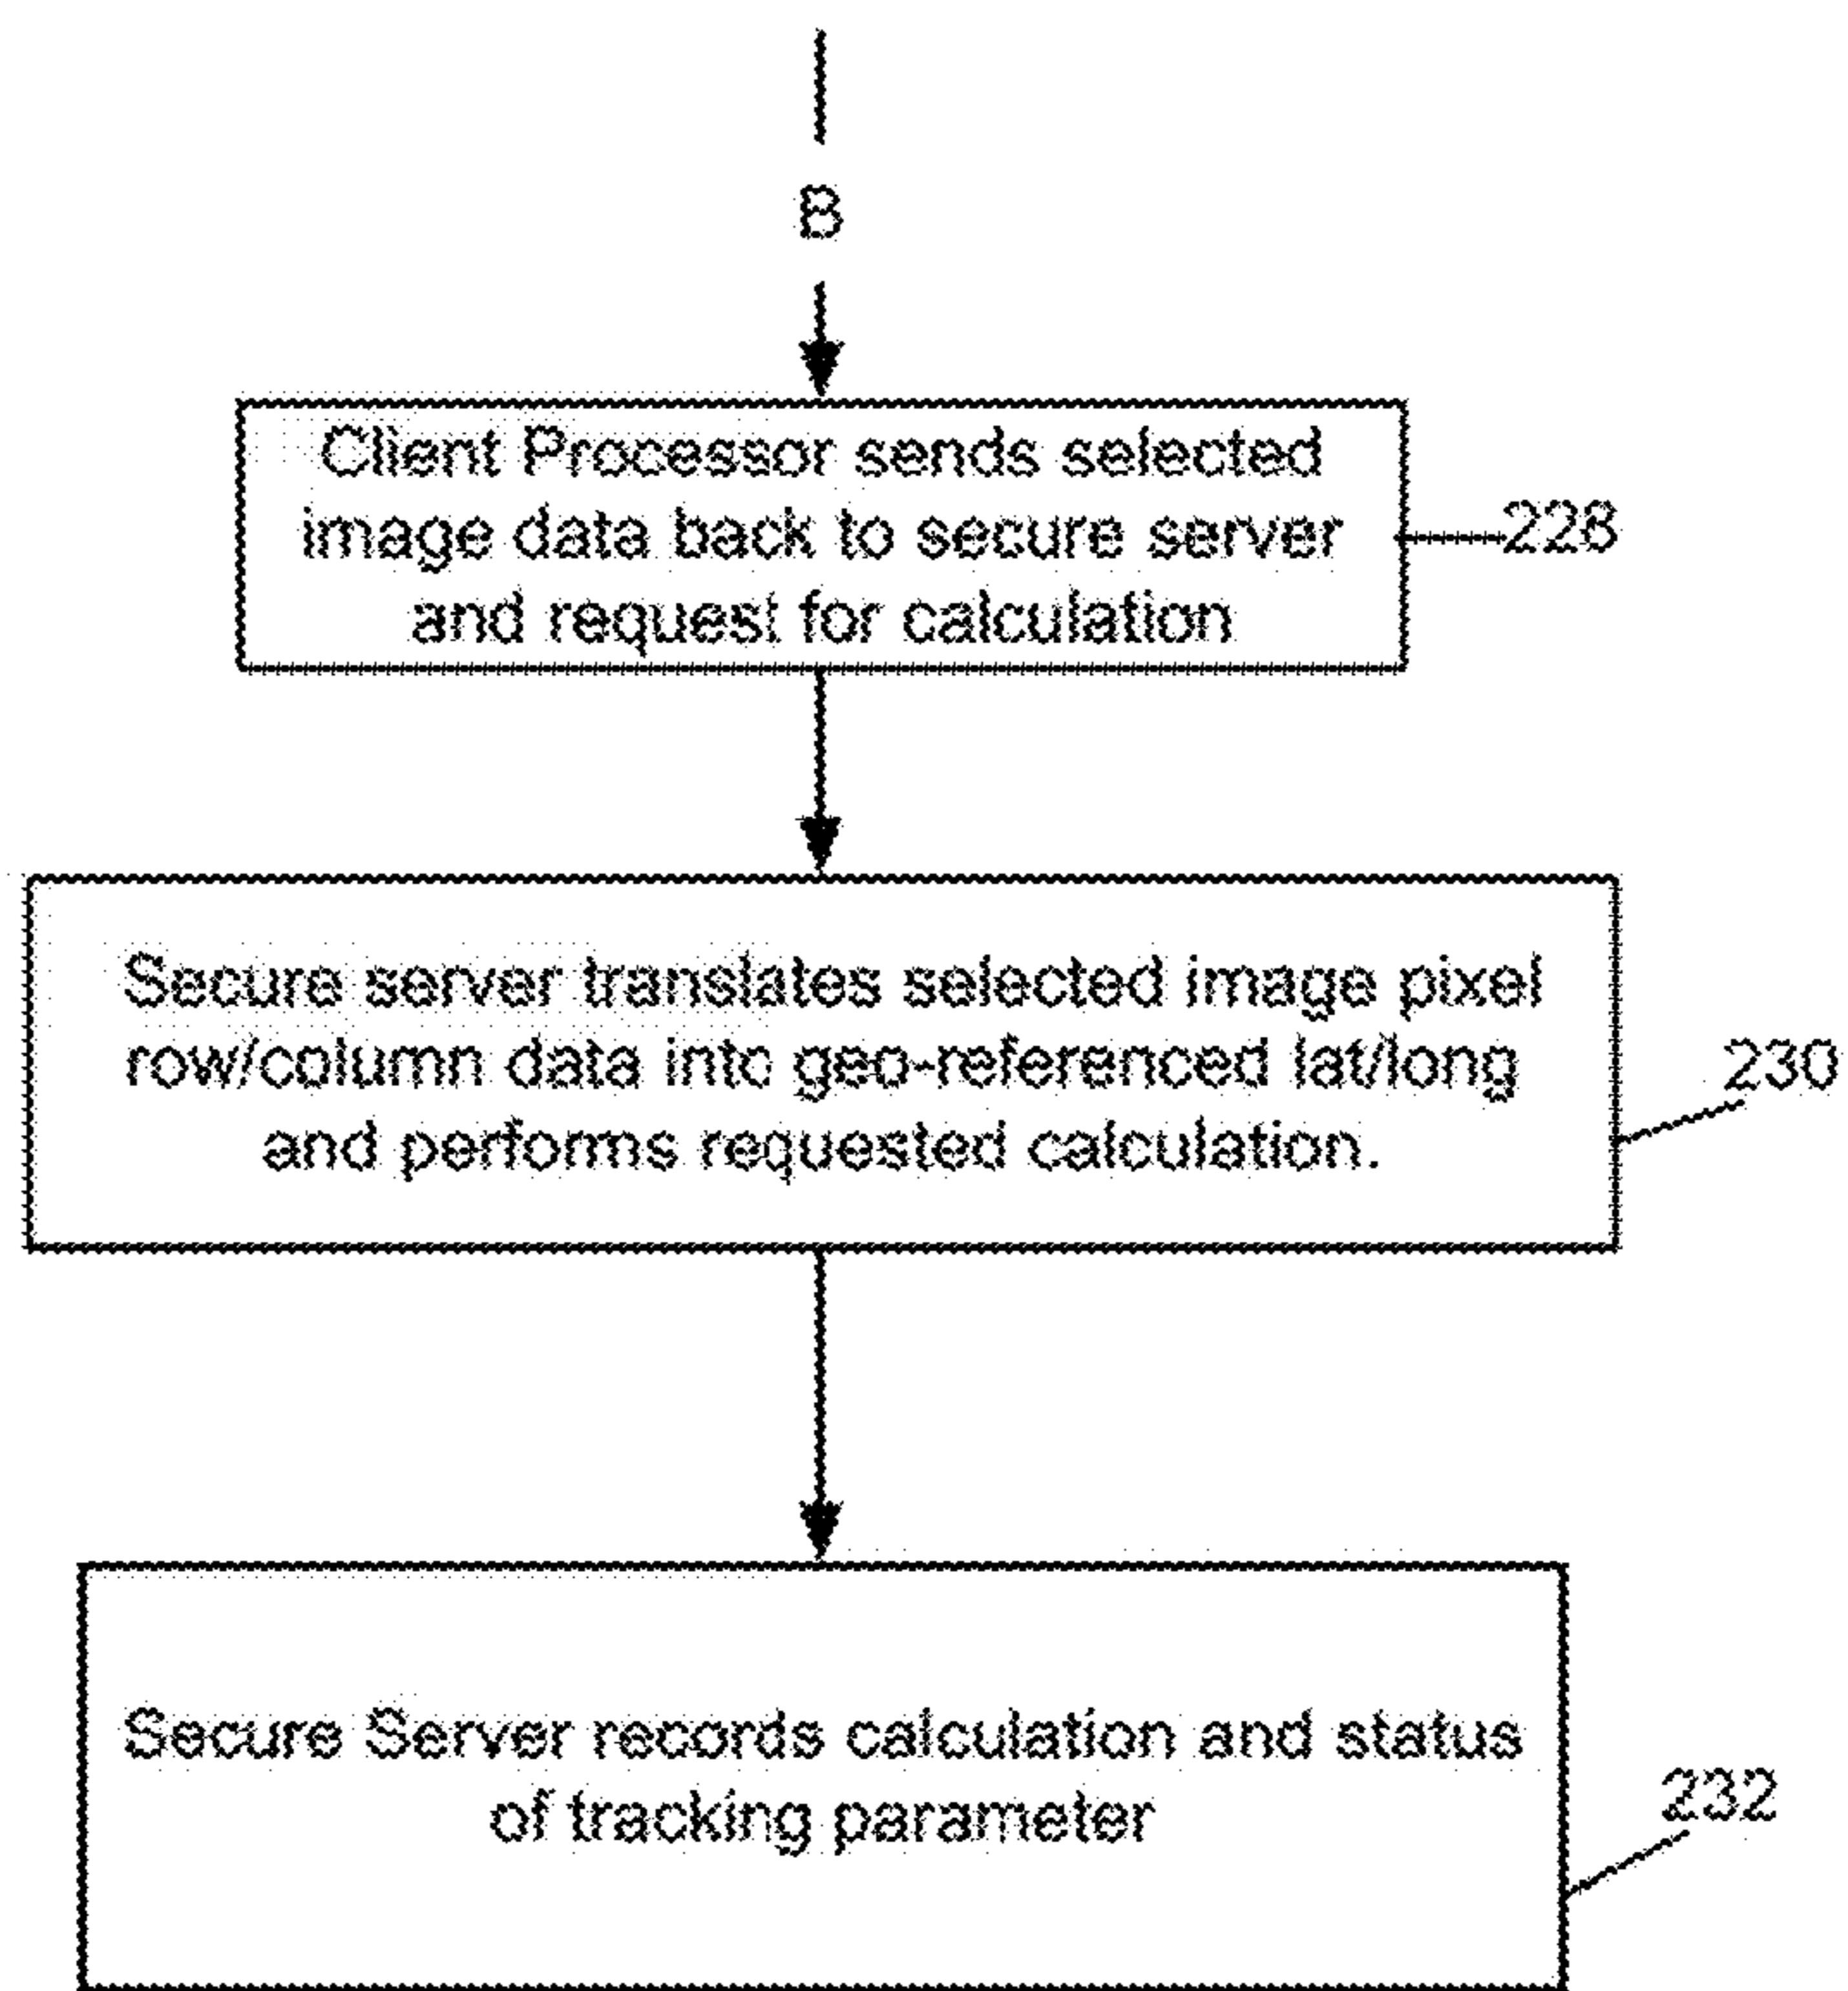 B
Client Processor sends selected
image data back to secure server
and request for calculation
228
Secure server translates selected image pixel
row/column data into geo-referenced lat/long
and performs requested calculation.
230
Secure Server records calculation and status
of tracking parameter
232